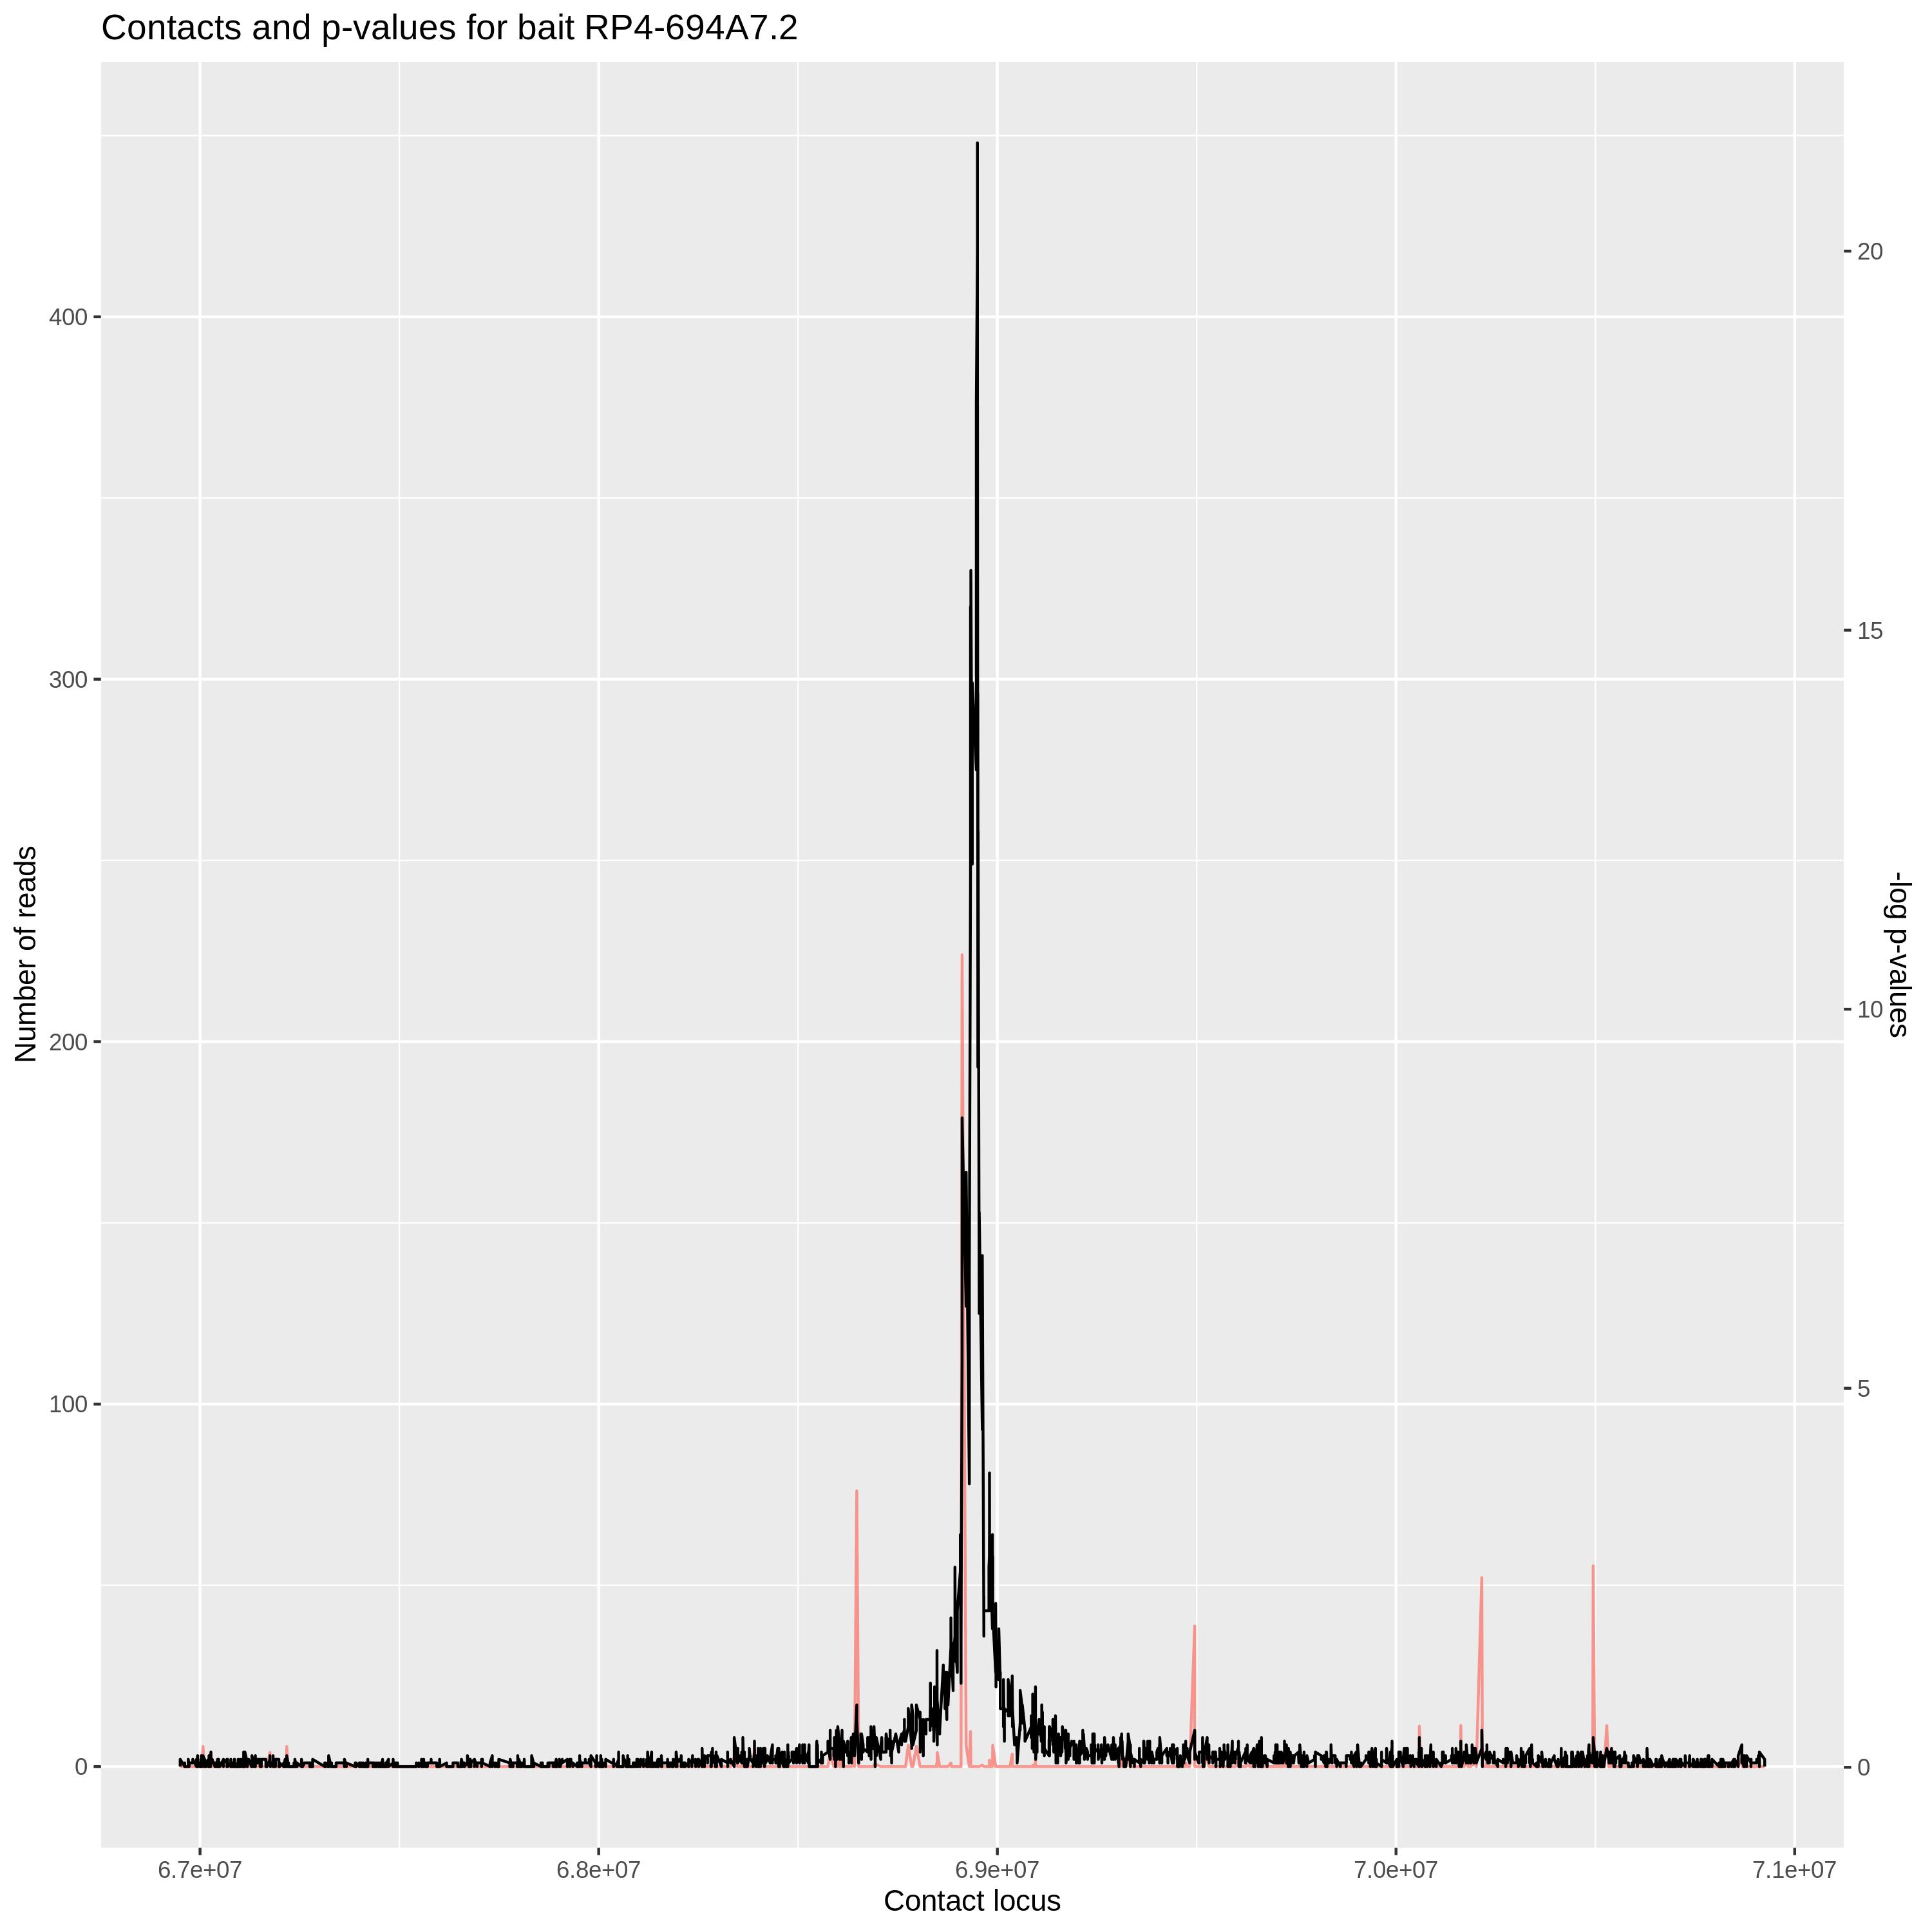 Contacts and p-values for bait RP4-694A7.2
Number of reads
400
300
200
100
0
20
15
10
5
0
-log p-values
6.7e+07
6.8e+07
6.9e+07
7.0e+07
7.1e+07
Contact locus